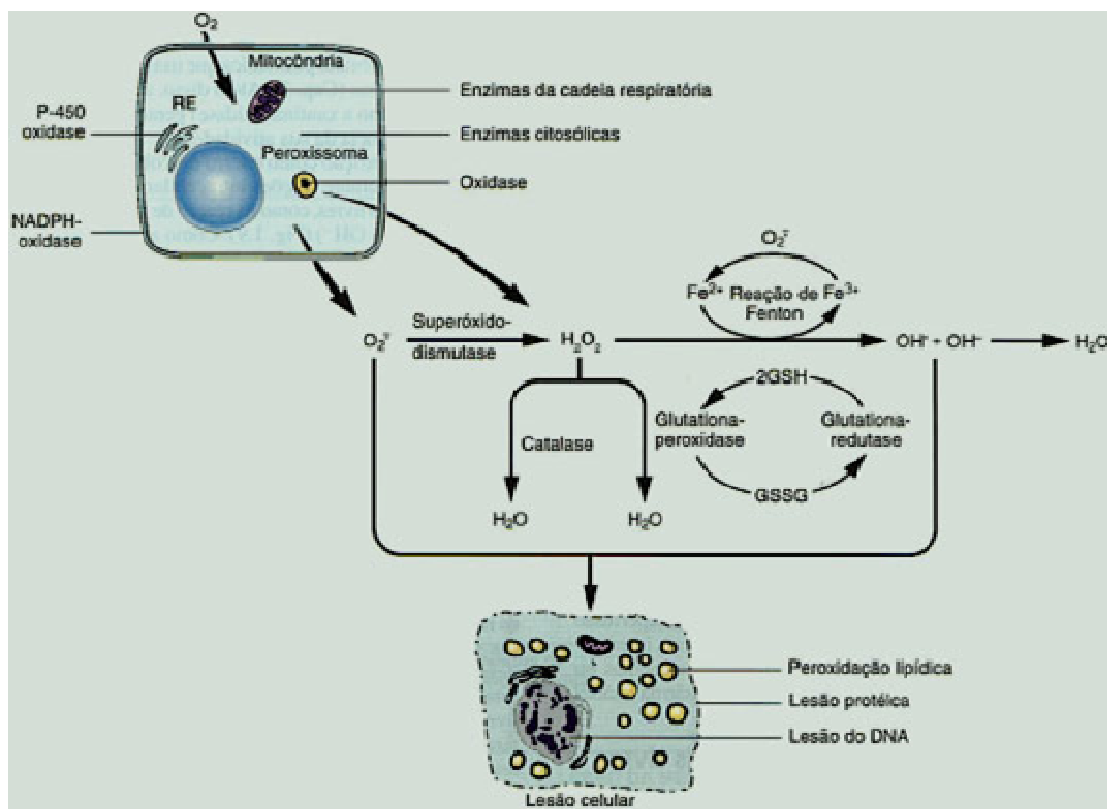 O₂
Mitocôndria
RE
P-450
oxidase
Peroxissoma
NADPH-
oxidase
Enzimas da cadeia respiratória
Enzimas citosólicas
Oxidase
O₂⨪
Fe²⁺ Reação de Fe³⁺
Fenton
O₂⨪
Superóxido-
dismutase
H₂O₂
OH• + OH⁻
H₂O
2GSH
Glutationa-
peroxidase
Glutationa-
redutase
GSSG
Catalase
H₂O
H₂O
Peroxidação lipídica
Lesão protéica
Lesão do DNA
Lesão celular